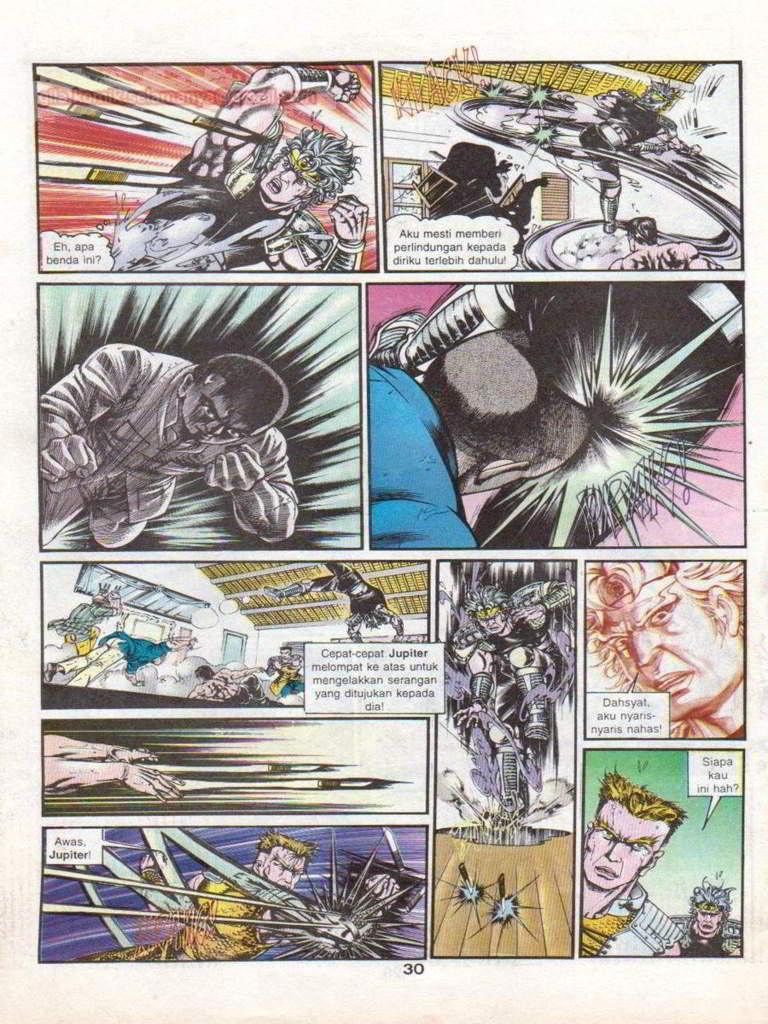 Eh, apa
benda ini?
Aku mesti memberi
perlindungan kepada
diriku terlebih dahulu!
Cepat-cepat Jupiter
melompat ke atas untuk
mengelakkan serangan
yang ditujukan kepada
dia!
Dahsyat,
aku nyaris-
nyaris nahas!
Awas,
Jupiter!
Siapa
kau
ini hah?
30